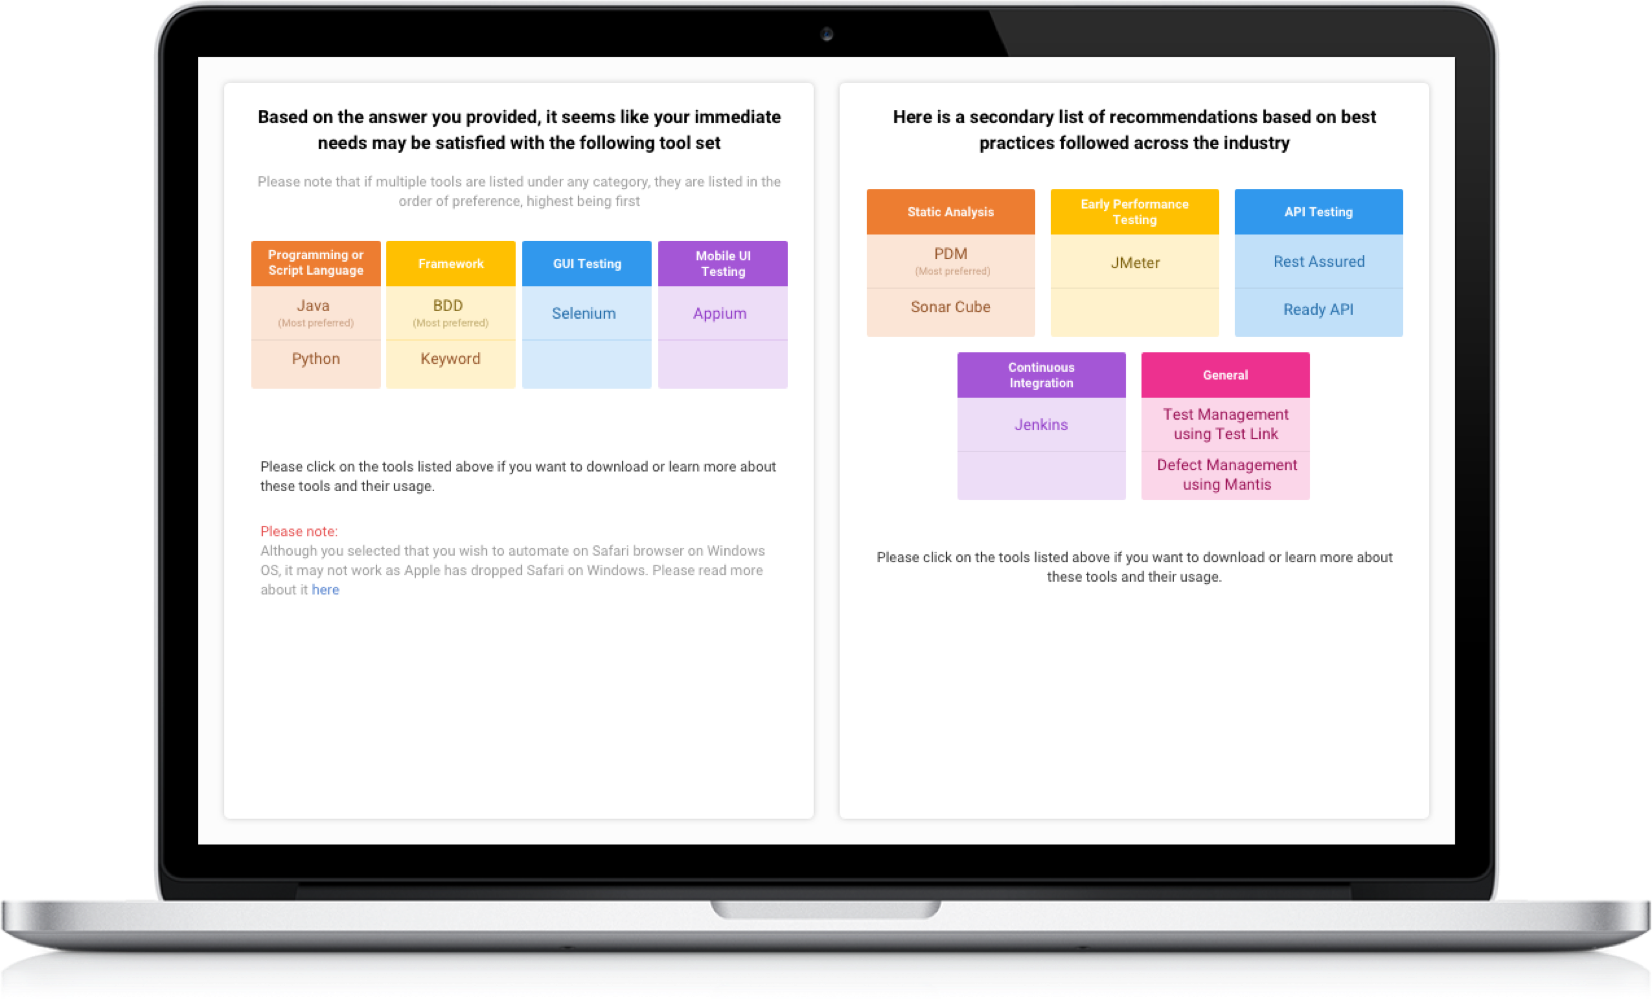 Based on the answer you provided, it seems like your immediate
needs may be satisfied with the following tool set
Please note that if multiple tools are listed under any category, they are listed in the
order of preference, highest being first
Programming or
Script Language
Java
(Most preferred)
Python
Framework
BDD
(Most preferred)
Keyword
GUI Testing
Selenium
Mobile UI
Testing
Appium
Please click on the tools listed above if you want to download or learn more about
these tools and their usage.
Please note:
Although you selected that you wish to automate on Safari browser on Windows
OS, it may not work as Apple has dropped Safari on Windows. Please read more
about it here
Here is a secondary list of recommendations based on best
practices followed across the industry
Static Analysis
PDM
(Most preferred)
Sonar Cube
Early Performance
Testing
JMeter
API Testing
Rest Assured
Ready API
Continuous
Integration
Jenkins
General
Test Management
using Test Link
Defect Management
using Mantis
Please click on the tools listed above if you want to download or learn more about
these tools and their usage.